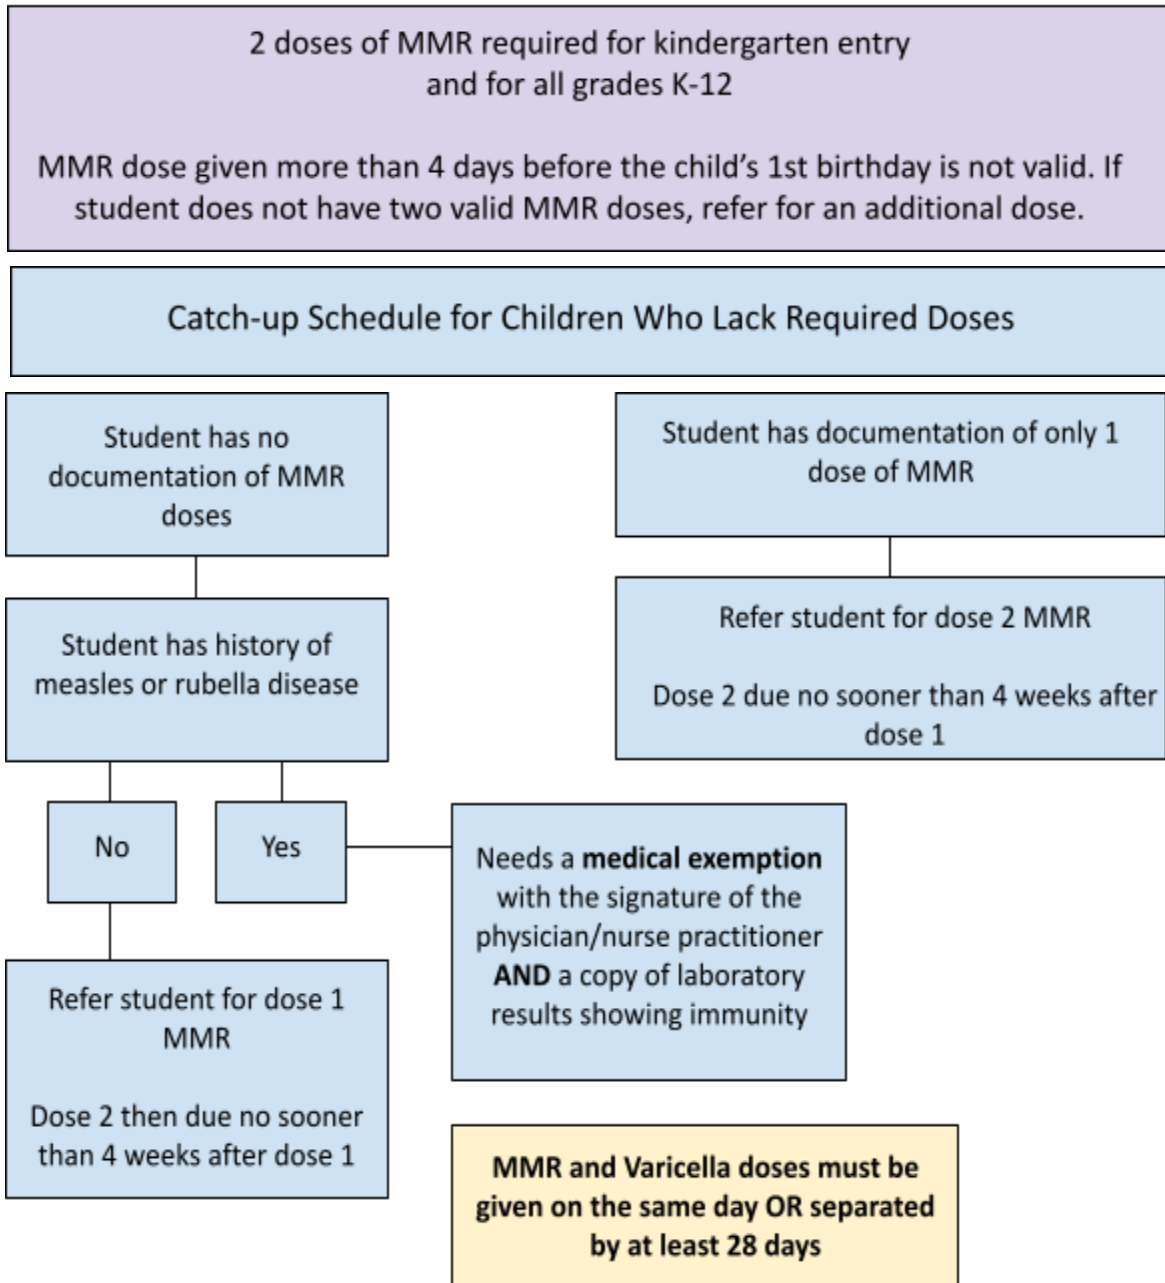 2 doses of MMR required for kindergarten entry
and for all grades K-12
MMR dose given more than 4 days before the child's 1st birthday is not valid. If
student does not have two valid MMR doses, refer for an additional dose.
Catch-up Schedule for Children Who Lack Required Doses
Student has no
documentation of MMR
doses
Student has documentation of only 1
dose of MMR
Student has history of
measles or rubella disease
Refer student for dose 2 MMR
Dose 2 due no sooner than 4 weeks after
dose 1
No
Yes
Needs a medical exemption
with the signature of the
physician/nurse practitioner
AND a copy of laboratory
results showing immunity
Refer student for dose 1
MMR
Dose 2 then due no sooner
than 4 weeks after dose 1
MMR and Varicella doses must be
given on the same day OR separated
by at least 28 days